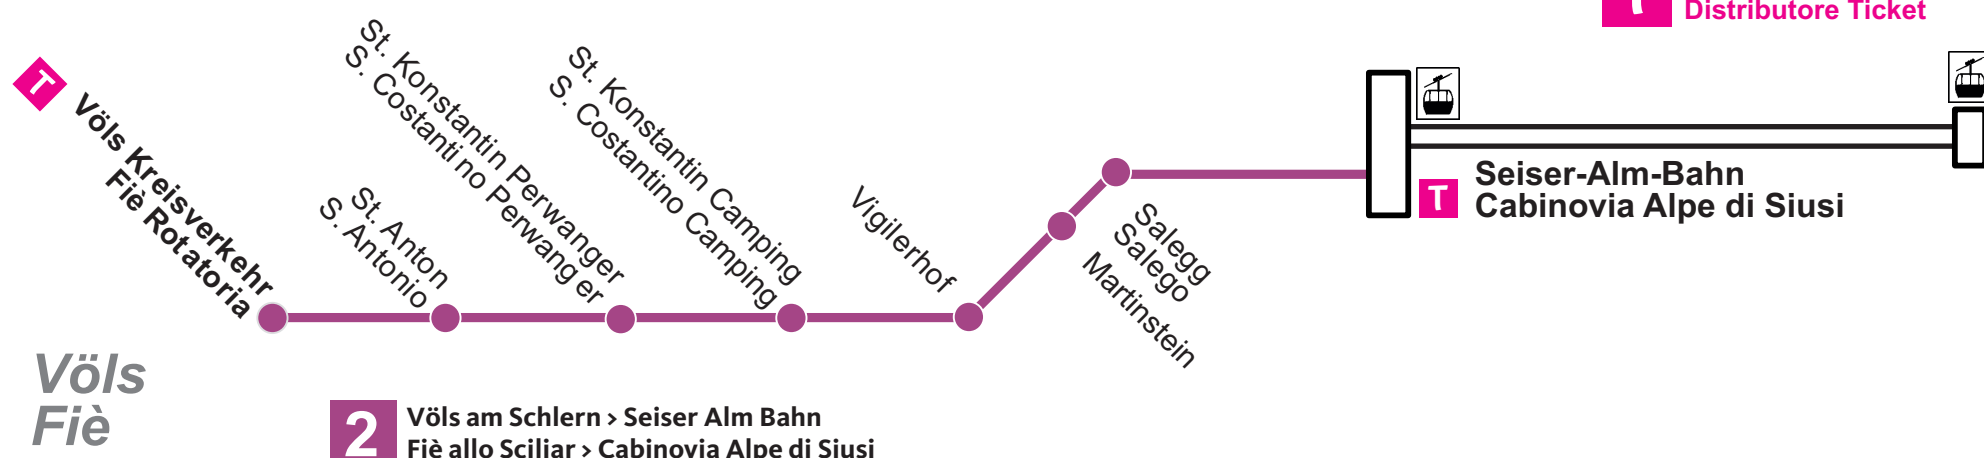 T
Distributore Ticket
T
Völs Kreisverkehr
Fiè Rotatoria
St. Anton
S. Antonio
St. Konstantin Perwanger
S. Costantino Perwanger
St. Konstantin Camping
S. Costantino Camping
Vigilerhof
Martinstein
Salegg
Salego
T
Seiser-Alm-Bahn
Cabinovia Alpe di Siusi
Völs
Fiè
2
Völs am Schlern > Seiser Alm Bahn
Fiè allo Sciliar > Cabinovia Alpe di Siusi